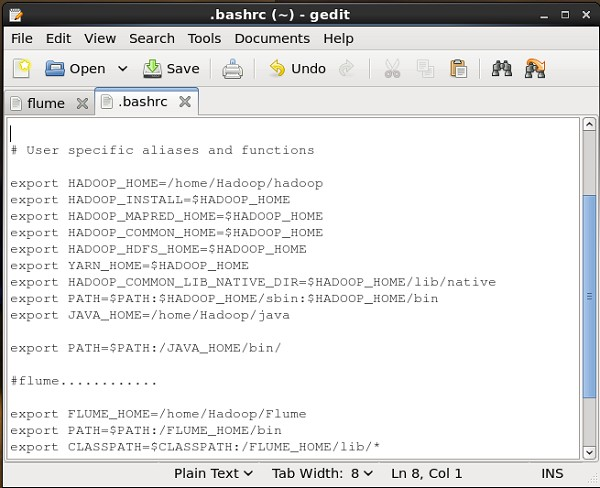 .bashrc (~) - gedit
File Edit View Search Tools Documents Help
Open Save Undo
flume .bashrc
# User specific aliases and functions
export HADOOP_HOME=/home/Hadoop/hadoop
export HADOOP_INSTALL=$HADOOP_HOME
export HADOOP_MAPRED_HOME=$HADOOP_HOME
export HADOOP_COMMON_HOME=$HADOOP_HOME
export HADOOP_HDFS_HOME=$HADOOP_HOME
export YARN_HOME=$HADOOP_HOME
export HADOOP_COMMON_LIB_NATIVE_DIR=$HADOOP_HOME/lib/native
export PATH=$PATH:$HADOOP_HOME/sbin:$HADOOP_HOME/bin
export JAVA_HOME=/home/Hadoop/java
export PATH=$PATH:/JAVA_HOME/bin/
#flume............
export FLUME_HOME=/home/Hadoop/Flume
export PATH=$PATH:/FLUME_HOME/bin
export CLASSPATH=$CLASSPATH:/FLUME_HOME/lib/*
Plain Text Tab Width: 8 Ln 8, Col 1 INS